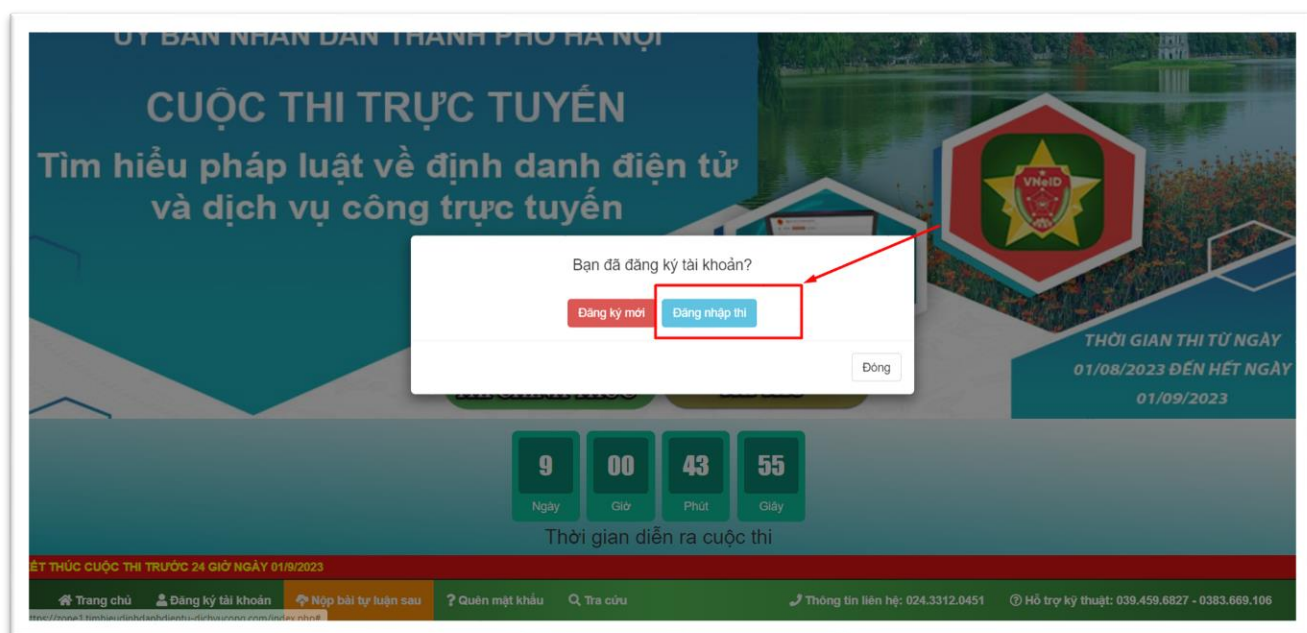 ỦY BAN NHÂN DÂN THÀNH PHỐ HÀ NỘI
CUỘC THI TRỰC TUYẾN
Tìm hiểu pháp luật về định danh điện tử
và dịch vụ công trực tuyến
VNeID
Bạn đã đăng ký tài khoản?
Đăng ký mới Đăng nhập thi
Đóng
THỜI GIAN THI TỪ NGÀY
01/08/2023 ĐẾN HẾT NGÀY
01/09/2023
9 00 43 55
Ngày Giờ Phút Giây
Thời gian diễn ra cuộc thi
KẾT THÚC CUỘC THI TRƯỚC 24 GIỜ NGÀY 01/9/2023
Trang chủ Đăng ký tài khoản Nộp bài tự luận sau Quên mật khẩu Tra cứu Thông tin liên hệ: 024.3312.0451 Hỗ trợ kỹ thuật: 039.459.6827 - 0383.669.106